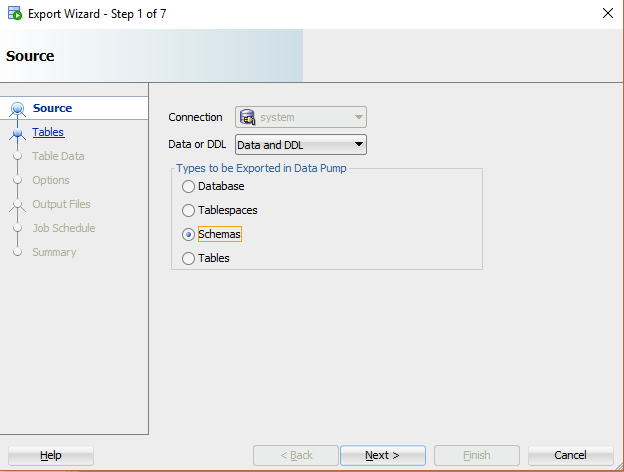 Export Wizard - Step 1 of 7
Source
Source
Tables
Table Data
Options
Output Files
Job Schedule
Summary
Connection system
Data or DDL Data and DDL
Types to be Exported in Data Pump
Database
Tablespaces
Schemas
Tables
Help < Back Next > Finish Cancel